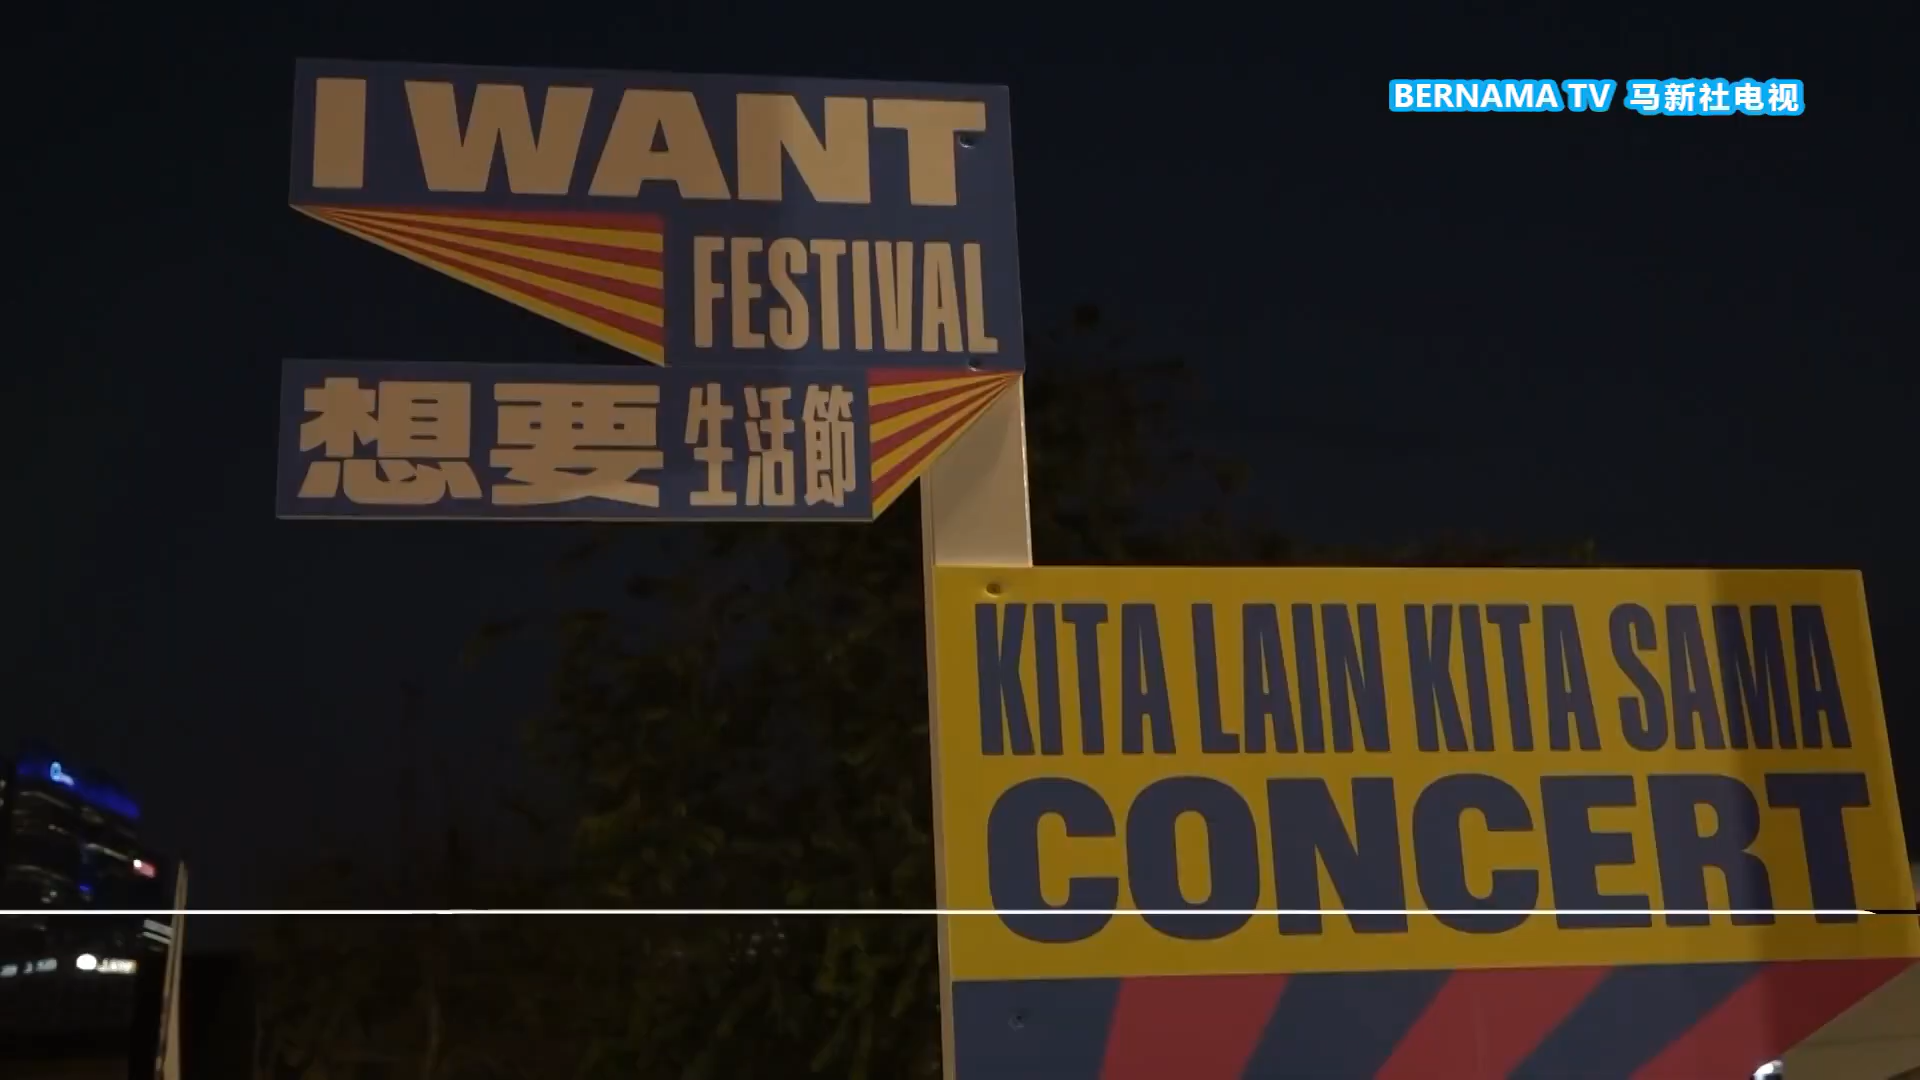 BERNAMA TV 马新社电视
I WANT
FESTIVAL
想要生活節
KITA LAIN KITA SAMA
CONCERT